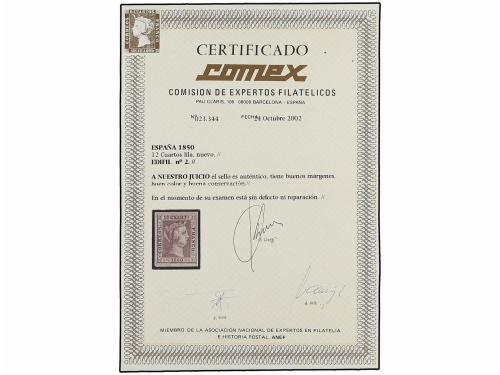 CERTIFICADO
comex
COMISION DE EXPERTOS FILATELICOS
PAU CLARIS, 106 08009 BARCELONA - ESPAÑA
Nº 023.344 FECHA 24 Octubre 2002
ESPAÑA 1850
12 Cuartos lila, nuevo. //
EDIFIL nº 2. //
A NUESTRO JUICIO el sello es auténtico, tiene buenos márgenes,
buen color y buena conservación. //
En el momento de su examen está sin defecto ni reparación. //
MIEMBRO DE LA ASOCIACION NACIONAL DE EXPERTOS EN FILATELIA
E HISTORIA POSTAL. ANEF